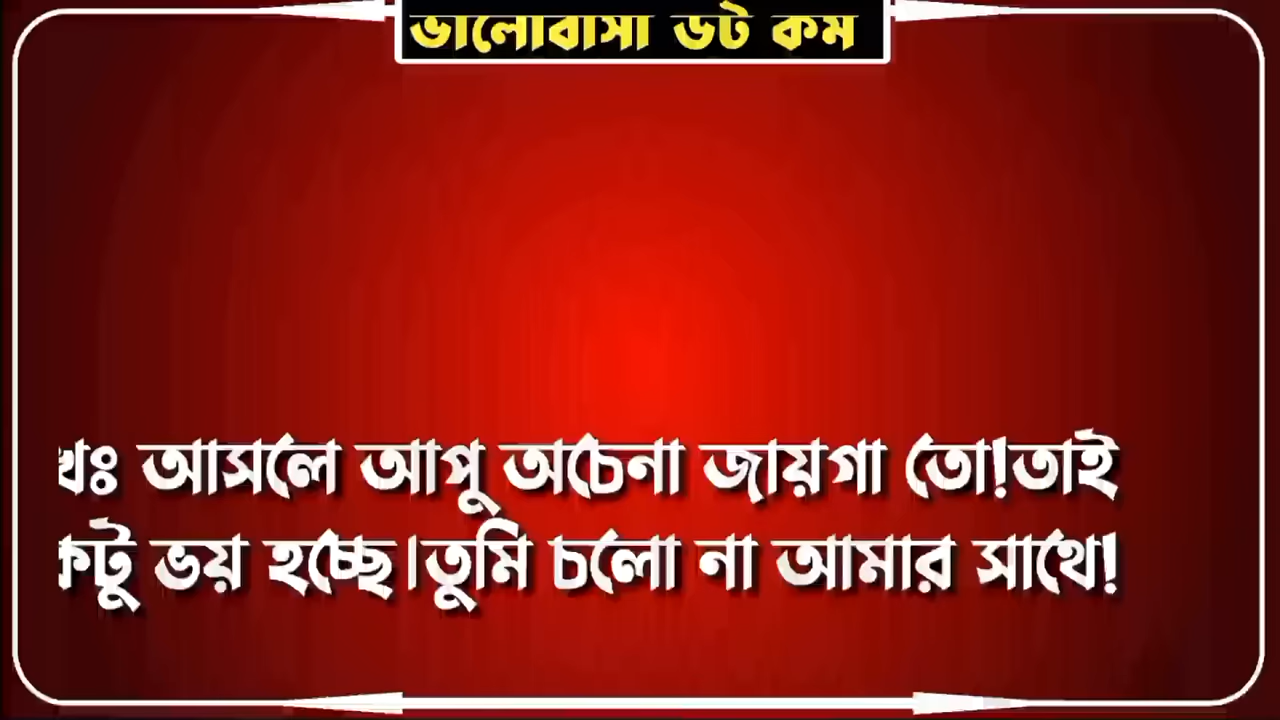 ভালোবাসা ডট কম
আসলে আপু অচেনা জায়গা তো!তাই
ভয় হচ্ছে।তুমি চলো না আমার সাথে!